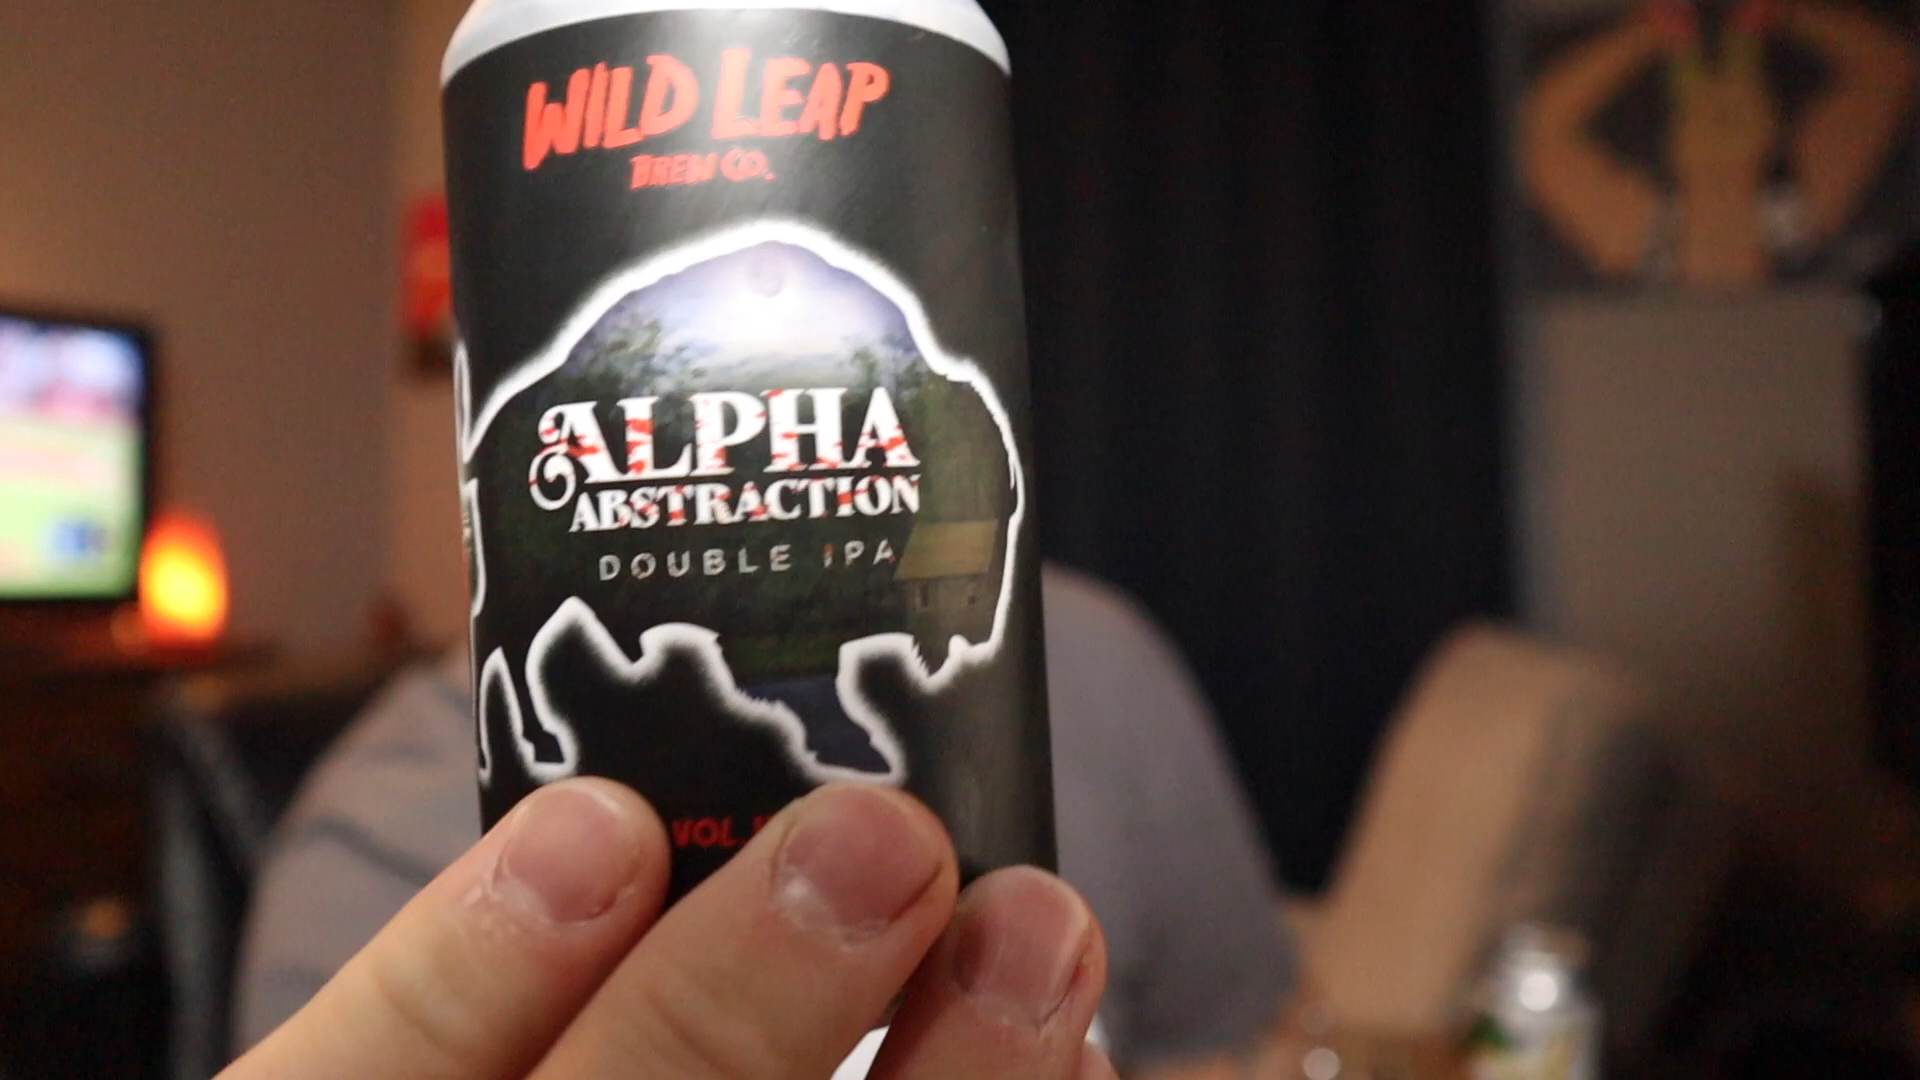 WILD LEAP
BREW CO.
ALPHA
ABSTRACTION
DOUBLE IPA
VOL.